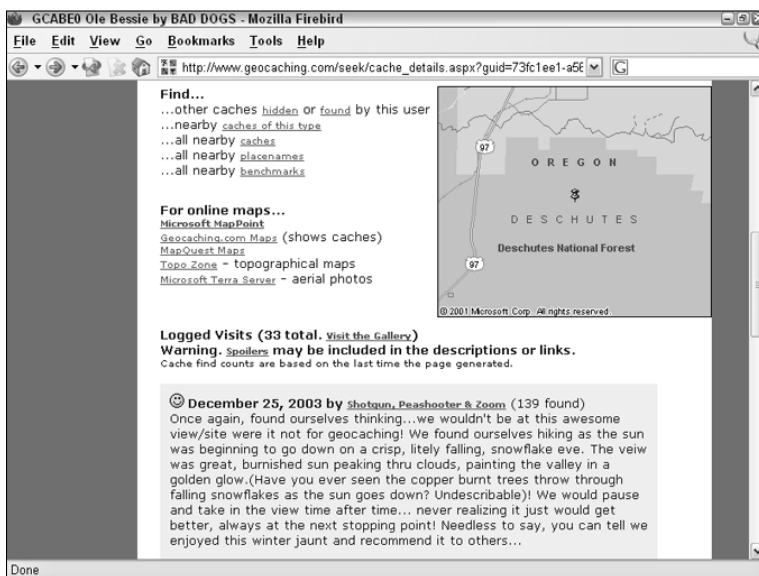 GCABE0 Ole Bessie by BAD DOGS - Mozilla Firebird
File Edit View Go Bookmarks Tools Help
http://www.geocaching.com/seek/cache_details.aspx?guid=73fc1ee1-a56
Find...
...other caches hidden or found by this user
...nearby caches of this type
...all nearby caches
...all nearby placenames
...all nearby benchmarks
For online maps...
Microsoft MapPoint
Geocaching.com Maps (shows caches)
MapQuest Maps
Topo Zone - topographical maps
Microsoft Terra Server - aerial photos
97
OREGON
DESCHUTES
Deschutes National Forest
97
© 2001 Microsoft Corp. All rights reserved.
Logged Visits (33 total. Visit the Gallery)
Warning. Spoilers may be included in the descriptions or links.
Cache find counts are based on the last time the page generated.
December 25, 2003 by Shotgun, Peashooter & Zoom (139 found)
Once again, found ourselves thinking...we wouldn't be at this awesome
view/site were it not for geocaching! We found ourselves hiking as the sun
was beginning to go down on a crisp, litely falling, snowflake eve. The veiw
was great, burnished sun peaking thru clouds, painting the valley in a
golden glow.(Have you ever seen the copper burnt trees throw through
falling snowflakes as the sun goes down? Undescribable)! We would pause
and take in the view time after time... never realizing it just would get
better, always at the next stopping point! Needless to say, you can tell we
enjoyed this winter jaunt and recommend it to others...
Done